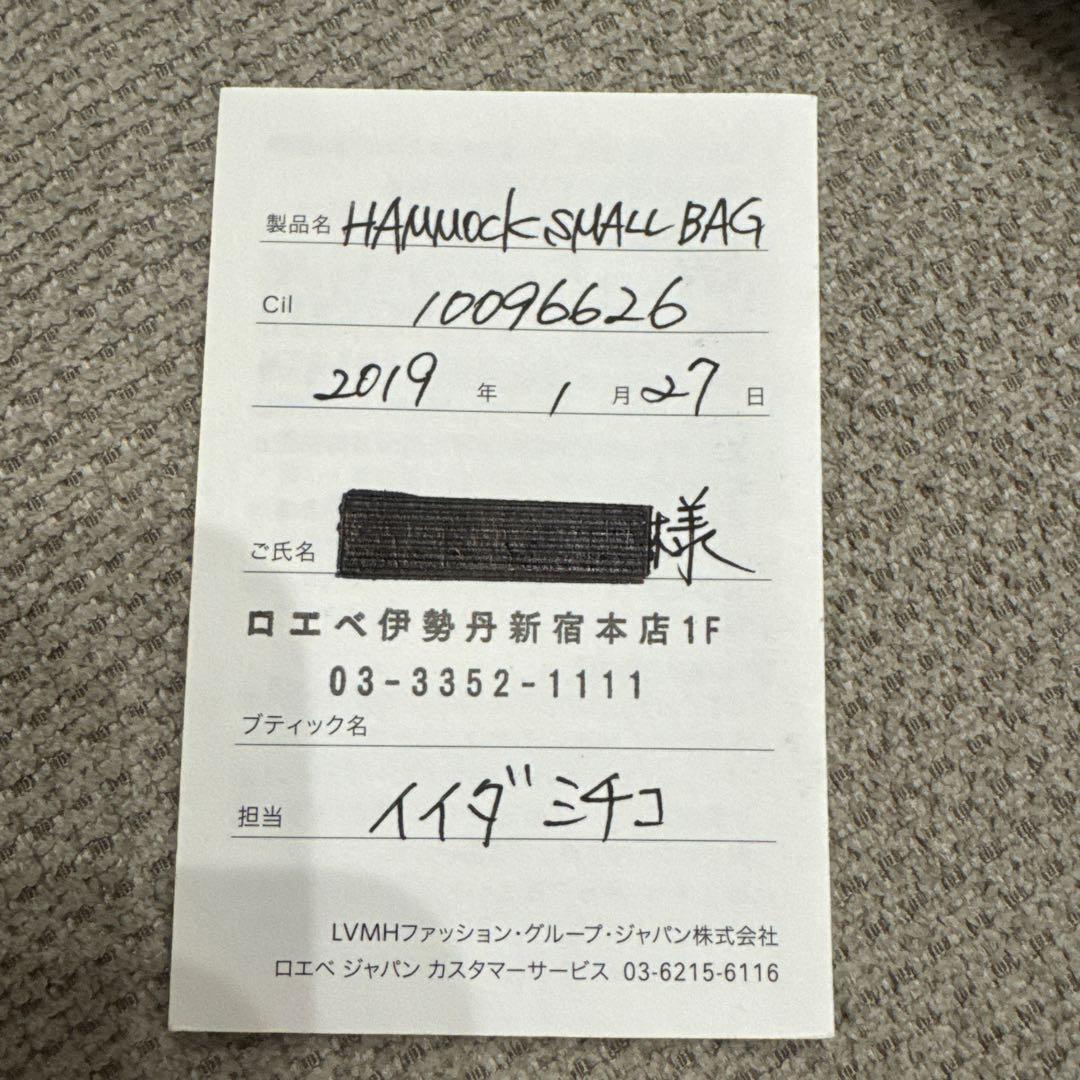 製品名 HAMMOCK SMALL BAG
Cil 10096626
2019 年 1 月 27 日
ご氏名 様
ロエベ伊勢丹新宿本店1F
03-3352-1111
ブティック名
担当 イイダ ミチコ
LVMHファッション・グループ・ジャパン株式会社
ロエベ ジャパン カスタマーサービス 03-6215-6116